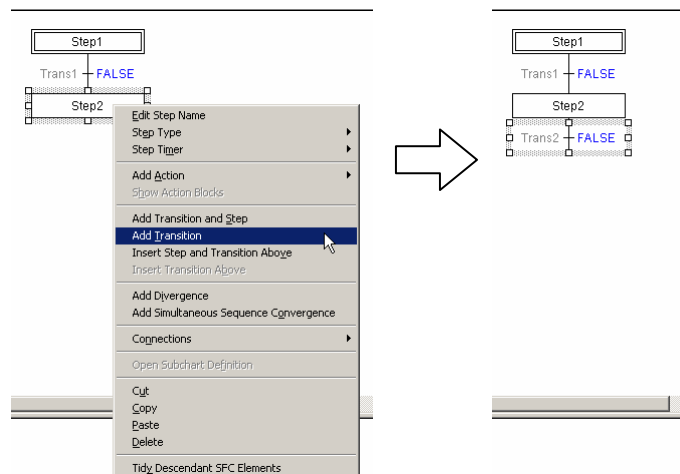 Step1
Trans1 FALSE
Step2
Edit Step Name
Step Type
Step Timer
Add Action
Show Action Blocks
Add Transition and Step
Add Transition
Insert Step and Transition Above
Insert Transition Above
Add Divergence
Add Simultaneous Sequence Convergence
Connections
Open Subchart Definition
Cut
Copy
Paste
Delete
Tidy Descendant SFC Elements
Step1
Trans1 FALSE
Step2
Trans2 FALSE